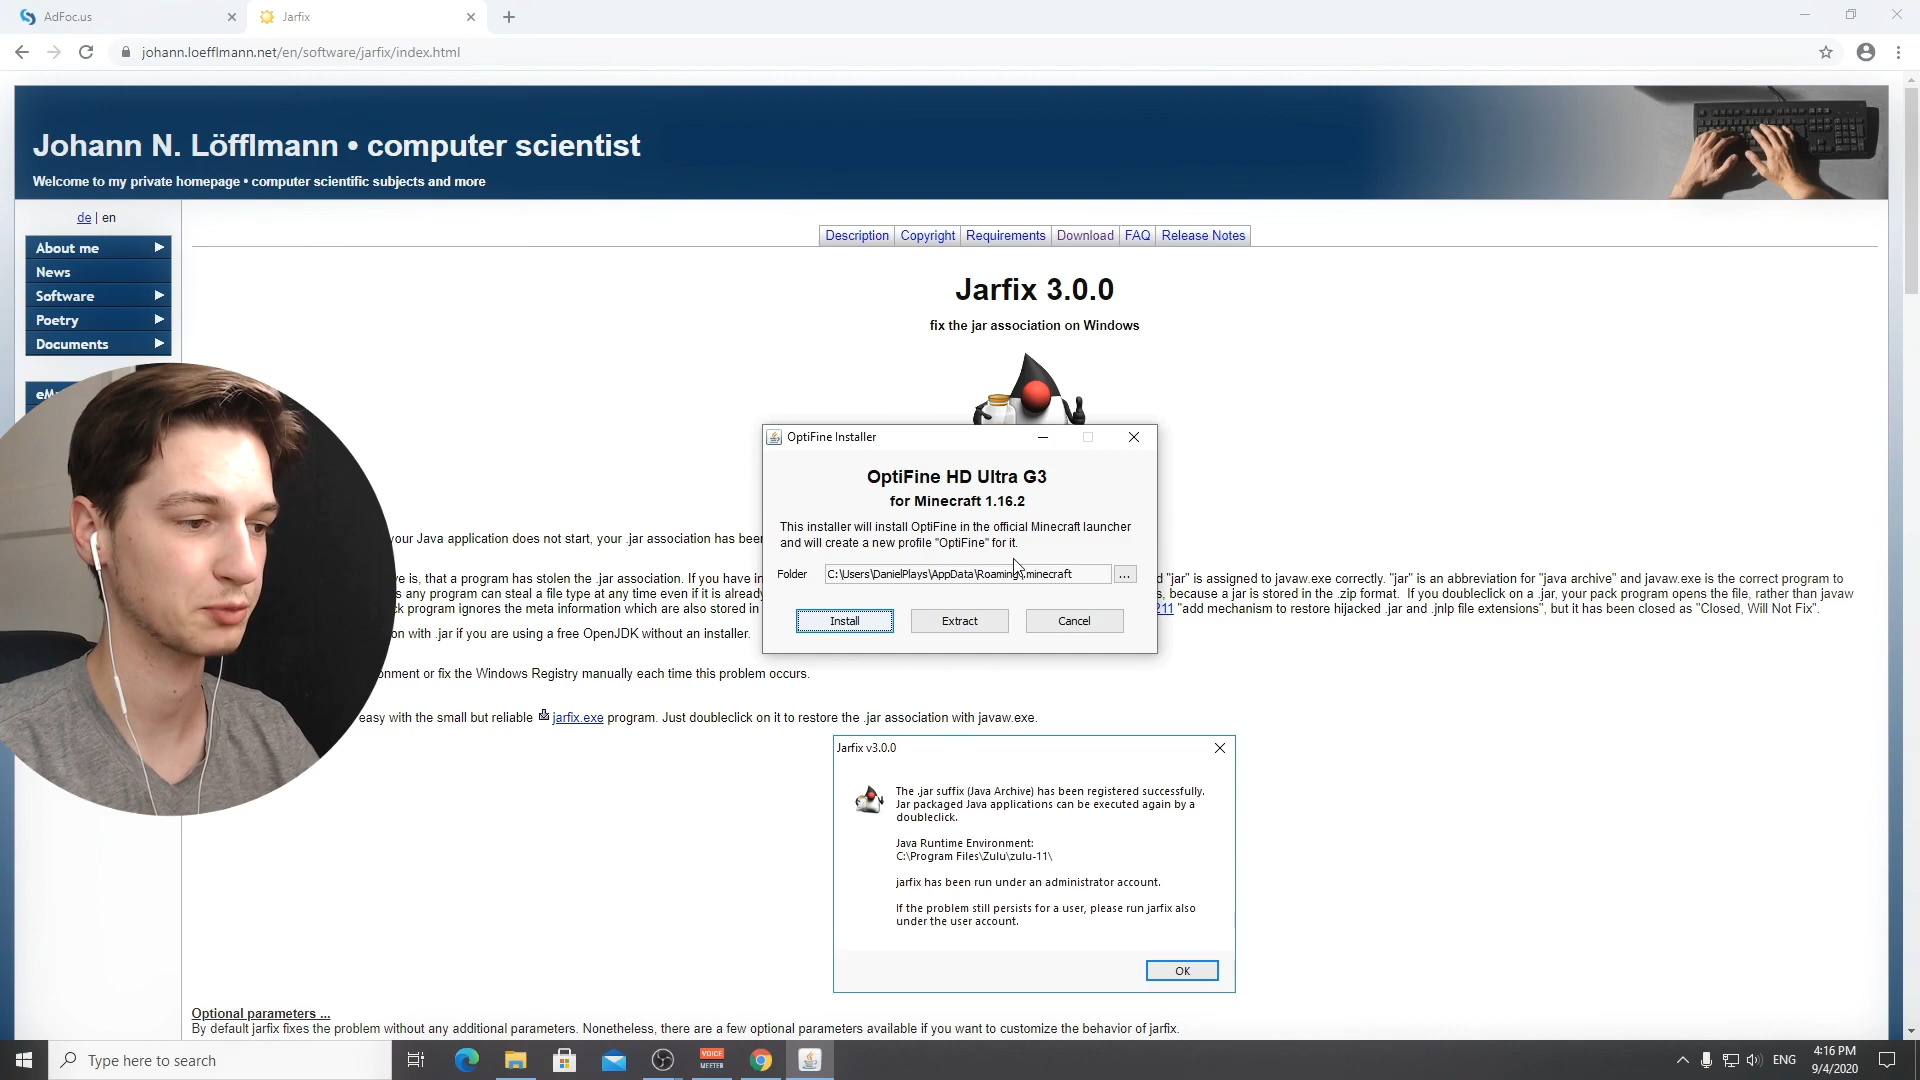 AdFoc.us
Jarfix
johann.loefflmann.net/en/software/jarfix/index.html
Johann N. Löfflmann • computer scientist
Welcome to my private homepage • computer scientific subjects and more
de | en
About me
News
Software
Poetry
Documents
Description
Copyright
Requirements
Download
FAQ
Release Notes
Jarfix 3.0.0
fix the jar association on Windows
OptiFine Installer
OptiFine HD Ultra G3
for Minecraft 1.16.2
This installer will install OptiFine in the official Minecraft launcher
and will create a new profile "OptiFine" for it.
Folder
C:\Users\DanielPlays\AppData\Roaming\.minecraft
...
Install
Extract
Cancel
your Java application does not start, your .jar association has been
is, that a program has stolen the .jar association. If you have in
"jar" is assigned to javaw.exe correctly. "jar" is an abbreviation for "java archive" and javaw.exe is the correct program to
any program can steal a file type at any time even if it is already
because a jar is stored in the .zip format. If you doubleclick on a .jar, your pack program opens the file, rather than javaw
program ignores the meta information which are also stored in
211 "add mechanism to restore hijacked .jar and .jnlp file extensions", but it has been closed as "Closed, Will Not Fix".
with .jar if you are using a free OpenJDK without an installer.
or fix the Windows Registry manually each time this problem occurs.
easy with the small but reliable jarfix.exe program. Just doubleclick on it to restore the .jar association with javaw.exe.
Jarfix v3.0.0
The .jar suffix (Java Archive) has been registered successfully.
Jar packaged Java applications can be executed again by a
doubleclick.
Java Runtime Environment:
C:\Program Files\Zulu\zulu-11\
jarfix has been run under an administrator account.
If the problem still persists for a user, please run jarfix also
under the user account.
OK
Optional parameters ...
By default jarfix fixes the problem without any additional parameters. Nonetheless, there are a few optional parameters available if you want to customize the behavior of jarfix.
Type here to search
VOICE
MEETER
ENG
4:16 PM
9/4/2020